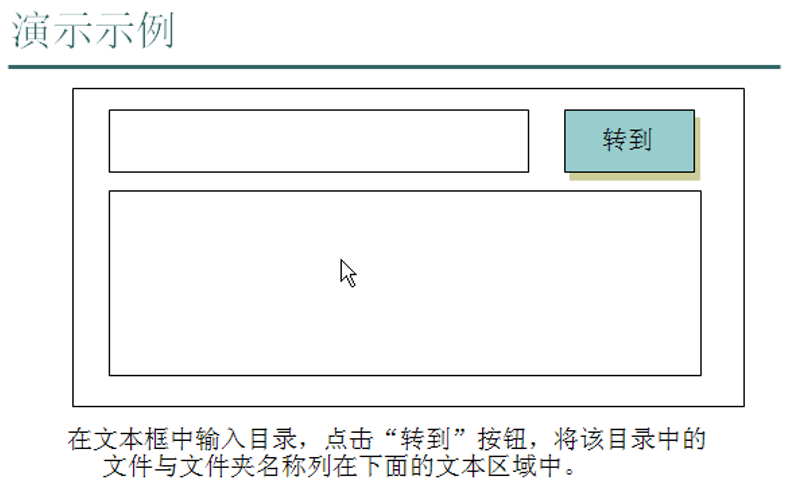 演示示例
转到
在文本框中输入目录，点击“转到”按钮，将该目录中的
文件与文件夹名称列在下面的文本区域中。